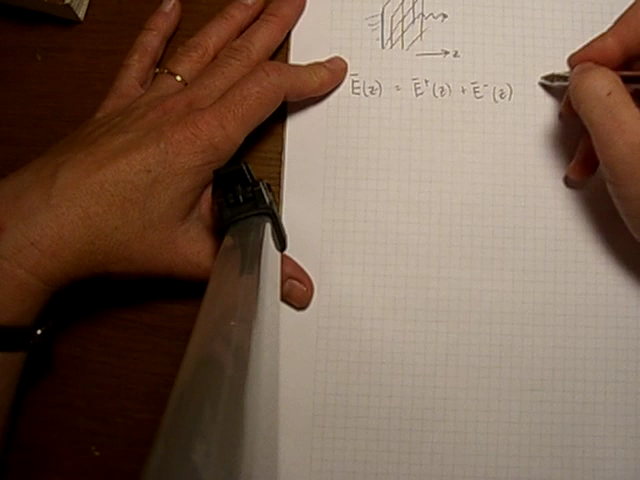 z
Ē(z) = Ē⁺(z) + Ē⁻(z)